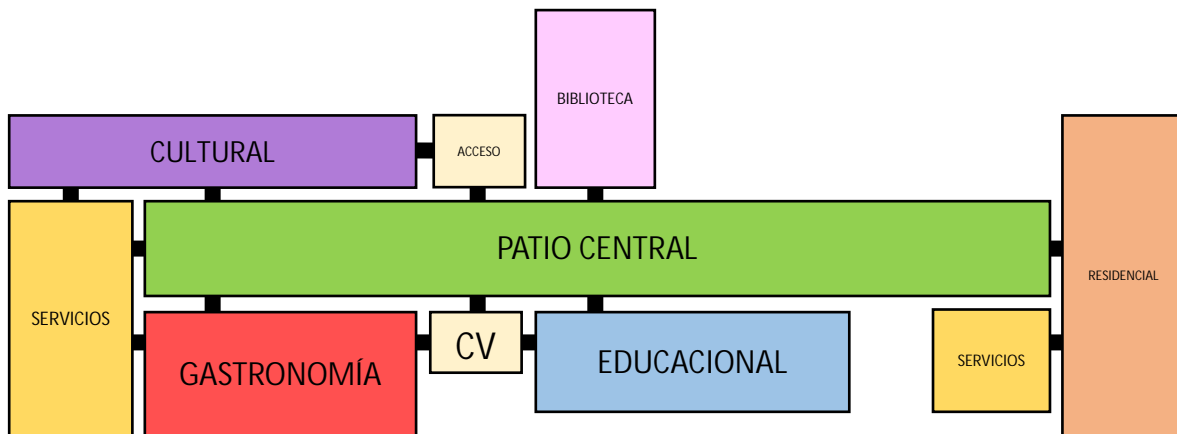 BIBLIOTECA
CULTURAL
ACCESO
PATIO CENTRAL
RESIDENCIAL
SERVICIOS
CV
GASTRONOMÍA
EDUCACIONAL
SERVICIOS